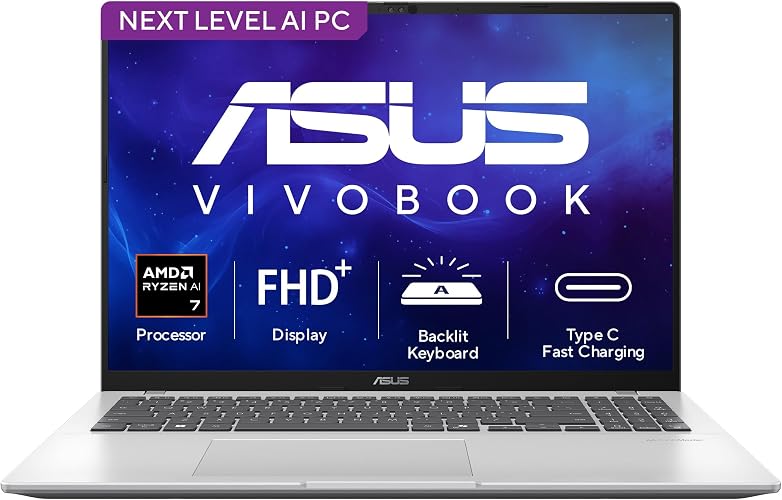 NEXT LEVEL AI PC
ASUS
VIVOBOOK
AMD
RYZEN AI
7
Processor
FHD+
Display
A
Backlit
Keyboard
Type C
Fast Charging
ASUS